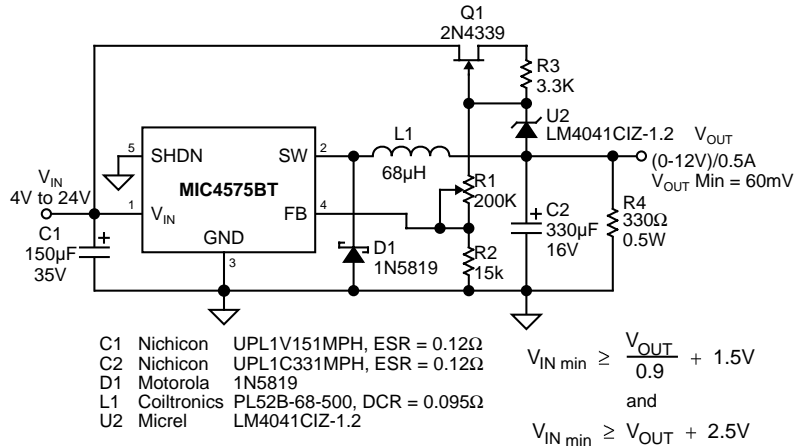 Q1
2N4339
R3
3.3K
U2
LM4041CIZ-1.2
VOUT
(0-12V)/0.5A
VOUT Min = 60mV
L1
68µH
5
SHDN
SW
2
MIC4575BT
VIN
4V to 24V
1
VIN
FB
4
GND
3
C1
150µF
35V
+
D1
1N5819
R1
200K
R2
15k
C2
330µF
16V
+
R4
330Ω
0.5W
C1 Nichicon UPL1V151MPH, ESR = 0.12Ω
C2 Nichicon UPL1C331MPH, ESR = 0.12Ω
D1 Motorola 1N5819
L1 Coiltronics PL52B-68-500, DCR = 0.095Ω
U2 Micrel LM4041CIZ-1.2
VIN min ≥ VOUT / 0.9 + 1.5V
and
VIN min ≥ VOUT + 2.5V